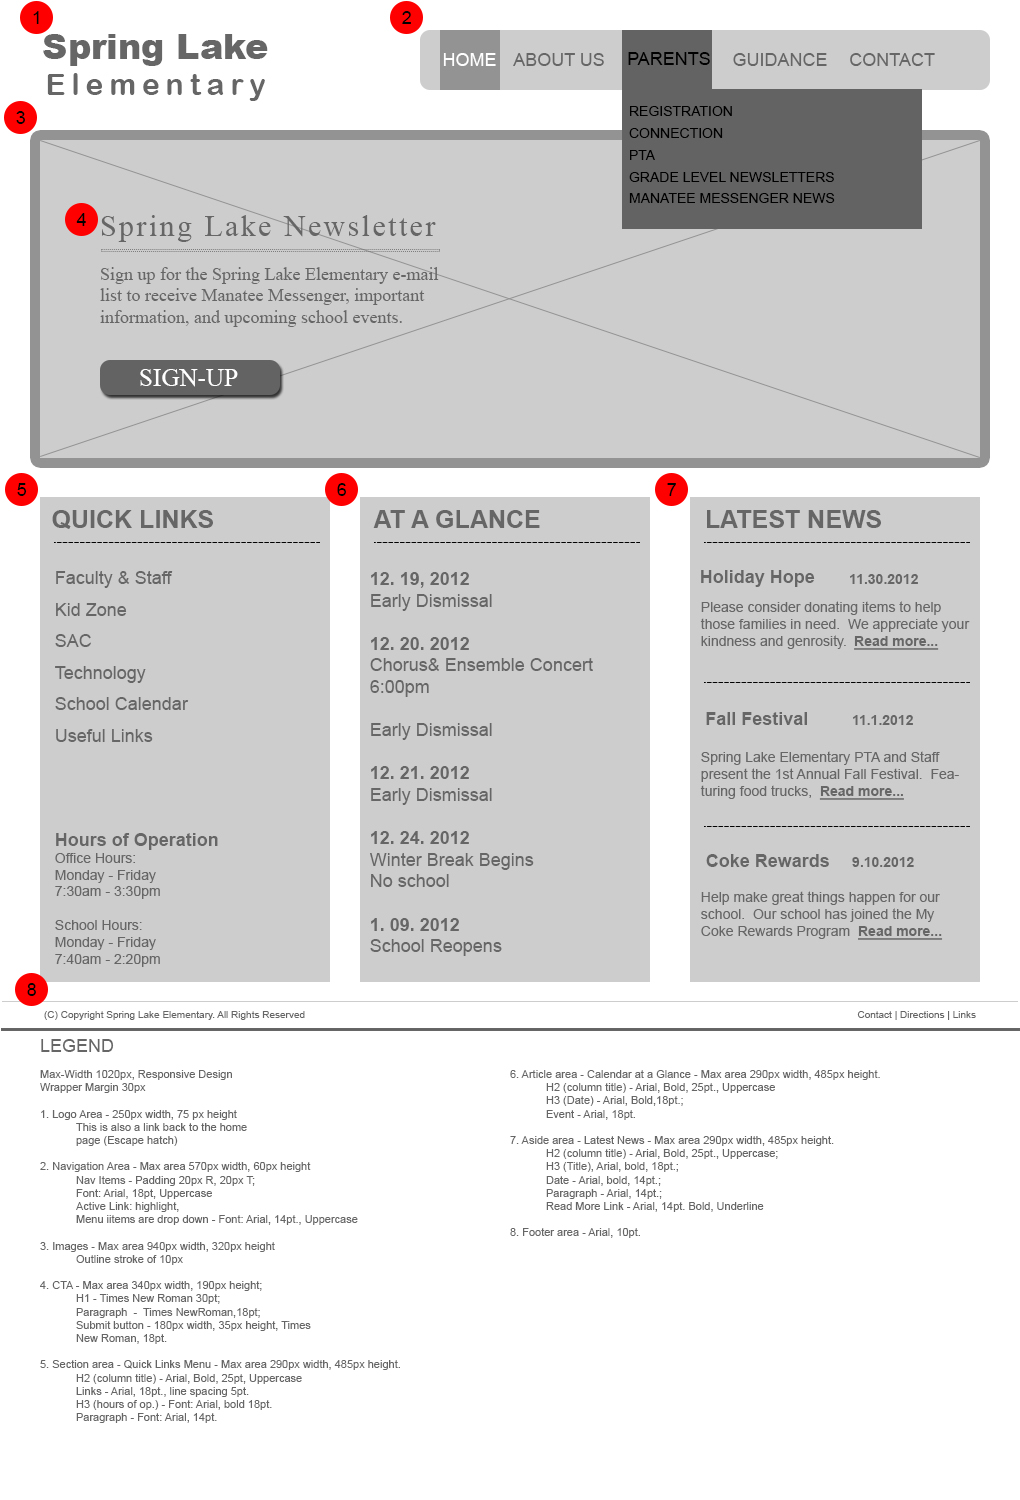 1
Spring Lake
Elementary
2
HOME ABOUT US PARENTS GUIDANCE CONTACT
REGISTRATION
CONNECTION
PTA
GRADE LEVEL NEWSLETTERS
MANATEE MESSENGER NEWS
3
4
Spring Lake Newsletter
Sign up for the Spring Lake Elementary e-mail
list to receive Manatee Messenger, important
information, and upcoming school events.
SIGN-UP
5
QUICK LINKS
Faculty & Staff
Kid Zone
SAC
Technology
School Calendar
Useful Links
Hours of Operation
Office Hours:
Monday - Friday
7:30am - 3:30pm
School Hours:
Monday - Friday
7:40am - 2:20pm
6
AT A GLANCE
12. 19, 2012
Early Dismissal
12. 20. 2012
Chorus& Ensemble Concert
6:00pm
Early Dismissal
12. 21. 2012
Early Dismissal
12. 24. 2012
Winter Break Begins
No school
1. 09. 2012
School Reopens
7
LATEST NEWS
Holiday Hope 11.30.2012
Please consider donating items to help
those families in need. We appreciate your
kindness and genrosity. Read more...
Fall Festival 11.1.2012
Spring Lake Elementary PTA and Staff
present the 1st Annual Fall Festival. Fea-
turing food trucks, Read more...
Coke Rewards 9.10.2012
Help make great things happen for our
school. Our school has joined the My
Coke Rewards Program Read more...
8
(C) Copyright Spring Lake Elementary. All Rights Reserved
Contact | Directions | Links
LEGEND
Max-Width 1020px, Responsive Design
Wrapper Margin 30px
1. Logo Area - 250px width, 75 px height
This is also a link back to the home
page (Escape hatch)
2. Navigation Area - Max area 570px width, 60px height
Nav Items - Padding 20px R, 20px T;
Font: Arial, 18pt, Uppercase
Active Link: highlight,
Menu iitems are drop down - Font: Arial, 14pt., Uppercase
3. Images - Max area 940px width, 320px height
Outline stroke of 10px
4. CTA - Max area 340px width, 190px height;
H1 - Times New Roman 30pt;
Paragraph - Times NewRoman,18pt;
Submit button - 180px width, 35px height, Times
New Roman, 18pt.
5. Section area - Quick Links Menu - Max area 290px width, 485px height.
H2 (column title) - Arial, Bold, 25pt, Uppercase
Links - Arial, 18pt., line spacing 5pt.
H3 (hours of op.) - Font: Arial, bold 18pt.
Paragraph - Font: Arial, 14pt.
6. Article area - Calendar at a Glance - Max area 290px width, 485px height.
H2 (column title) - Arial, Bold, 25pt., Uppercase
H3 (Date) - Arial, Bold,18pt.;
Event - Arial, 18pt.
7. Aside area - Latest News - Max area 290px width, 485px height.
H2 (column title) - Arial, Bold, 25pt., Uppercase;
H3 (Title), Arial, bold, 18pt.;
Date - Arial, bold, 14pt.;
Paragraph - Arial, 14pt.;
Read More Link - Arial, 14pt. Bold, Underline
8. Footer area - Arial, 10pt.